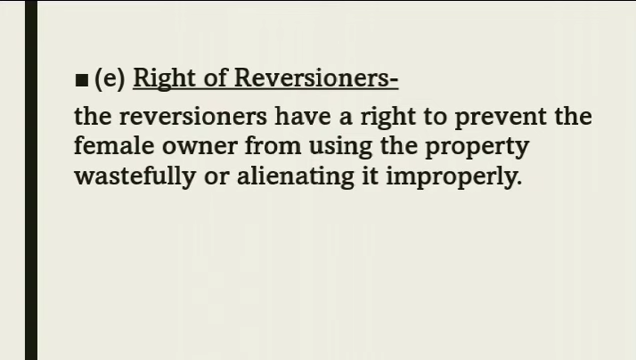 ■ (e) Right of Reversioners-
the reversioners have a right to prevent the
female owner from using the property
wastefully or alienating it improperly.